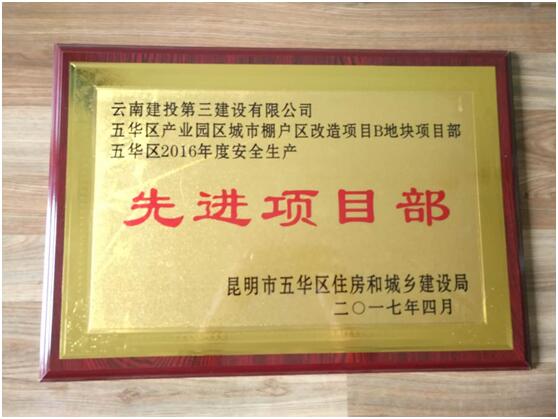 云南建投第三建设有限公司
五华区产业园区城市棚户区改造项目B地块项目部
五华区2016年度安全生产
先进项目部
昆明市五华区住房和城乡建设局
二〇一七年四月